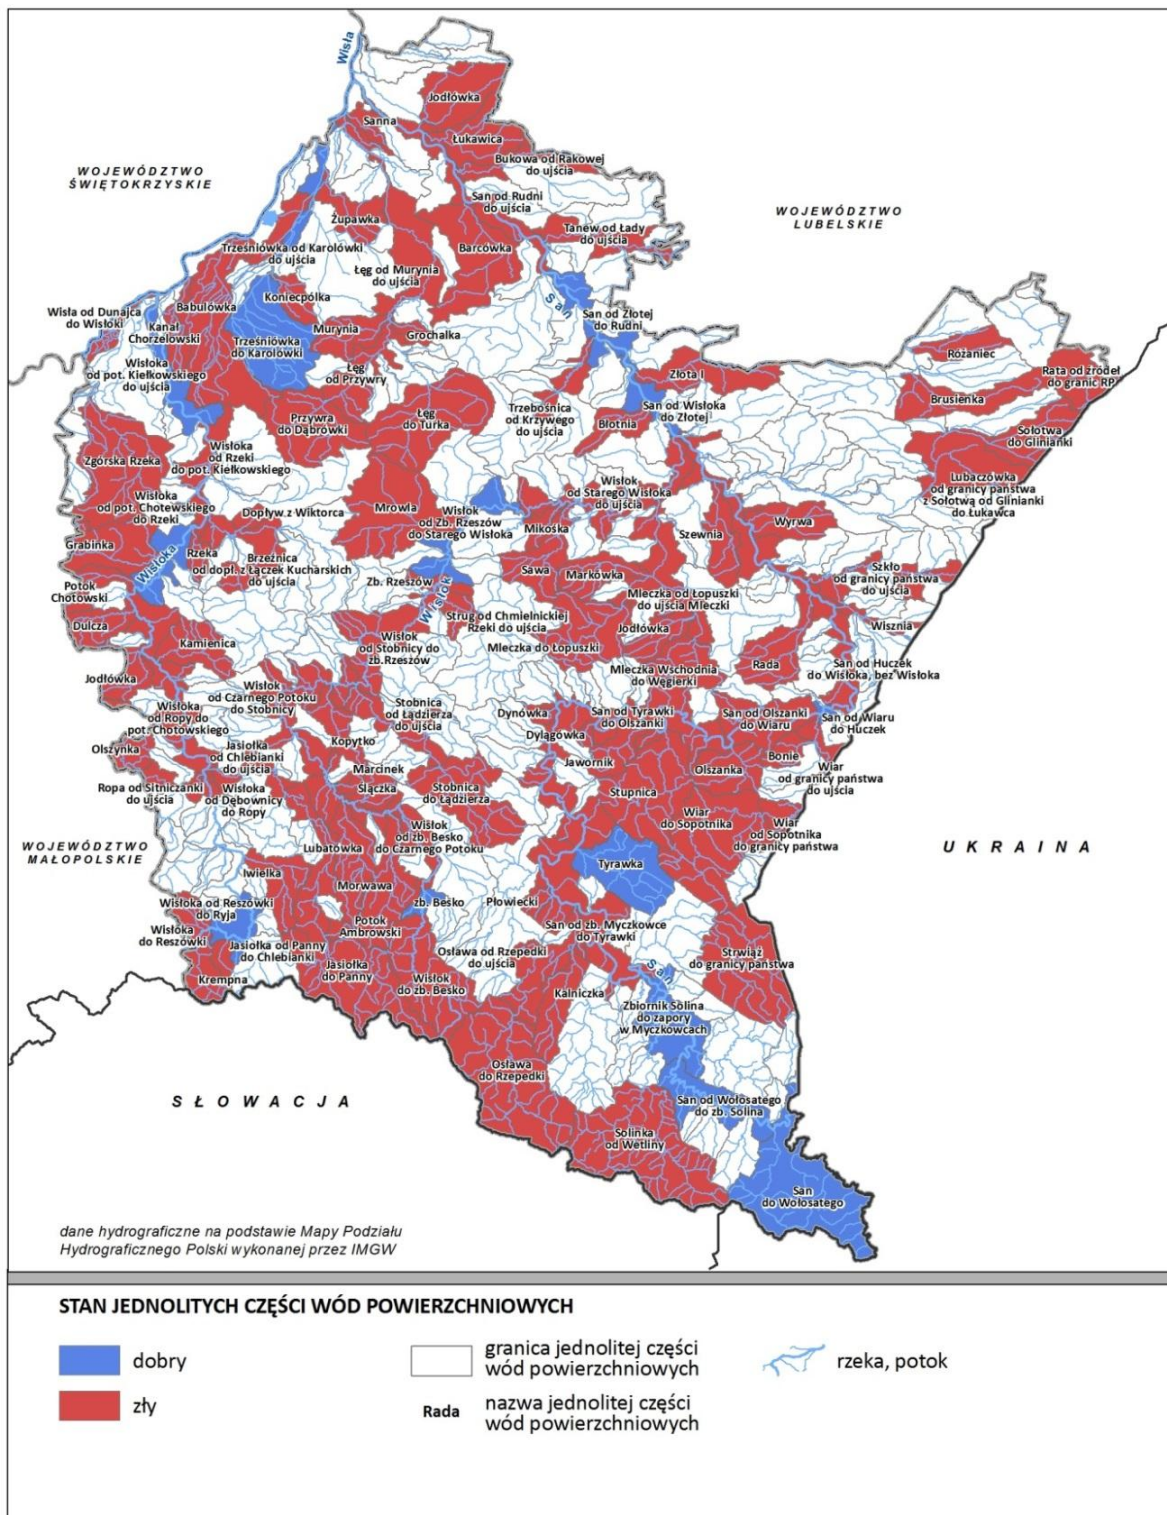 Wisła
Jodłówka
Sanna
Łukawica
WOJEWÓDZTWO
ŚWIĘTOKRZYSKIE
Bukowa od Rakowej
do ujścia
San od Rudni
do ujścia
WOJEWÓDZTWO
LUBELSKIE
Żupawka
Tanew od Łady
do ujścia
Trześniówka od Karolówki
do ujścia
Barcówka
Łęg od Murynia
do ujścia
Koniecpólka
San
Babulówka
Wisła od Dunajca
do Wisłoki
Kanał
Chorzelowski
Murynia
Grochalka
San od Złotej
do Rudni
Trześniówka
do Karolówki
Wisłoka
od pot. Kiełkowskiego
do ujścia
Łęg
od Przywry
Złota I
Różaniec
Rata od źródeł
do granic RP
Brusienka
Przywra
do Dąbrówki
Łęg
do Turka
Trzebośnica
od Krzywego
do ujścia
San od Wisłoka
do Złotej
Błotnia
Sołotwa
do Glinianki
Wisłoka
od Rzeki
do pot. Kiełkowskiego
Zgórska Rzeka
Lubaczówka
od granicy państwa
z Sołotwą od Glinianki
do Łukawca
Wisłoka
od pot. Chotewskiego
do Rzeki
Dopływ z Wiktorca
Mrowla
Wisłok
od Zb. Rzeszów
do Starego Wisłoka
Wisłok
od Starego Wisłoka
do ujścia
Mikośka
Szewnia
Wyrwa
Grabinka
Wisłoka
Rzeka
Brzeźnica
od dopł. z Łączek Kucharskich
do ujścia
Zb. Rzeszów
Wisłok
Sawa
Markówka
Szkło
od granicy państwa
do ujścia
Potok
Chotowski
Mleczka od Łopuszki
do ujścia Mleczki
Dulcza
Strug od Chmielnickiej
Rzeki do ujścia
Jodłówka
Wisznia
Kamienica
Wisłok
od Stobnicy do
zb.Rzeszów
Mleczka do Łopuszki
Mleczka Wschodnia
do Węgierki
Rada
San od Huczek
do Wisłoka, bez Wisłoka
Jodłówka
Wisłok
od Czarnego Potoku
do Stobnicy
Wisłoka
od Ropy do
pot. Chotowskiego
Stobnica
od Łądzierza
do ujścia
Dynówka
San od Tyrawki
do Olszanki
San od Olszanki
do Wiaru
San od Wiaru
do Huczek
Dylągówka
Olszynka
Jasiołka
od Chlebianki
do ujścia
Kopytko
Marcinek
Jawornik
Olszanka
Bonie
Wiar
od granicy państwa
do ujścia
Ropa od Sitniczanki
do ujścia
Wisłoka
od Dębownicy
do Ropy
Ślączka
Stobnica
do Łądzierza
Stupnica
Wiar
do Sopotnika
Wiar
od Sopotnika
do granicy państwa
Wisłok
od zb. Besko
do Czarnego Potoku
WOJEWÓDZTWO
MAŁOPOLSKIE
Lubatówka
UKRAINA
Tyrawka
Iwielka
Morwawa
Wisłoka od Reszówki
do Ryja
zb. Besko
Płowiecki
Potok
Ambrowski
San od zb. Myczkowce
do Tyrawki
Wisłoka
do Reszówki
Jasiołka od Panny
do Chlebianki
Osława od Rzepedki
do ujścia
Strwiąż
do granicy państwa
Krempna
Jasiołka
do Panny
Wisłok
do zb. Besko
San
Kalniczka
Zbiornik Solina
do zapory
w Myczkowcach
Osława
do Rzepedki
SŁOWACJA
San od Wołosatego
do zb. Solina
Solinka
od Wetliny
San
do Wołosatego
dane hydrograficzne na podstawie Mapy Podziału
Hydrograficznego Polski wykonanej przez IMGW
STAN JEDNOLITYCH CZĘŚCI WÓD POWIERZCHNIOWYCH
dobry
zły
granica jednolitej części
wód powierzchniowych
Rada
nazwa jednolitej części
wód powierzchniowych
rzeka, potok